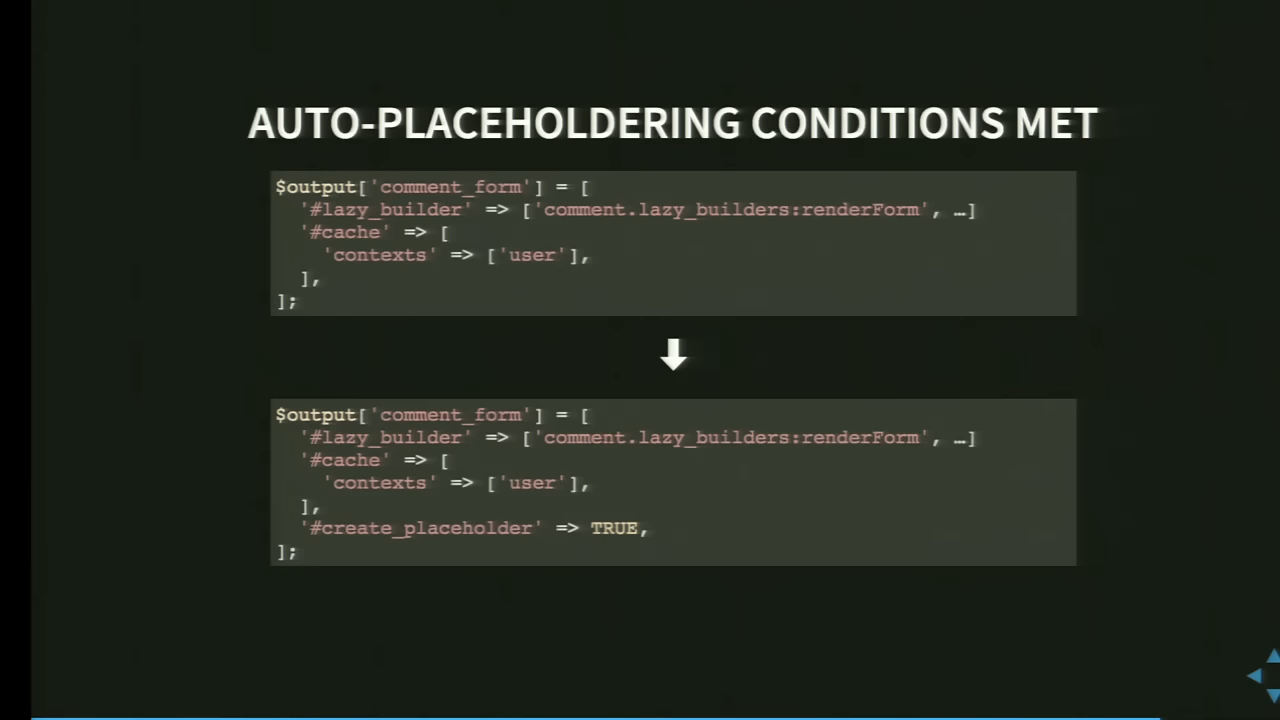 AUTO-PLACEHOLDERING CONDITIONS MET
$output['comment_form'] = [
  '#lazy_builder' => ['comment.lazy_builders:renderForm', …]
  '#cache' => [
    'contexts' => ['user'],
  ],
];
$output['comment_form'] = [
  '#lazy_builder' => ['comment.lazy_builders:renderForm', …]
  '#cache' => [
    'contexts' => ['user'],
  ],
  '#create_placeholder' => TRUE,
];